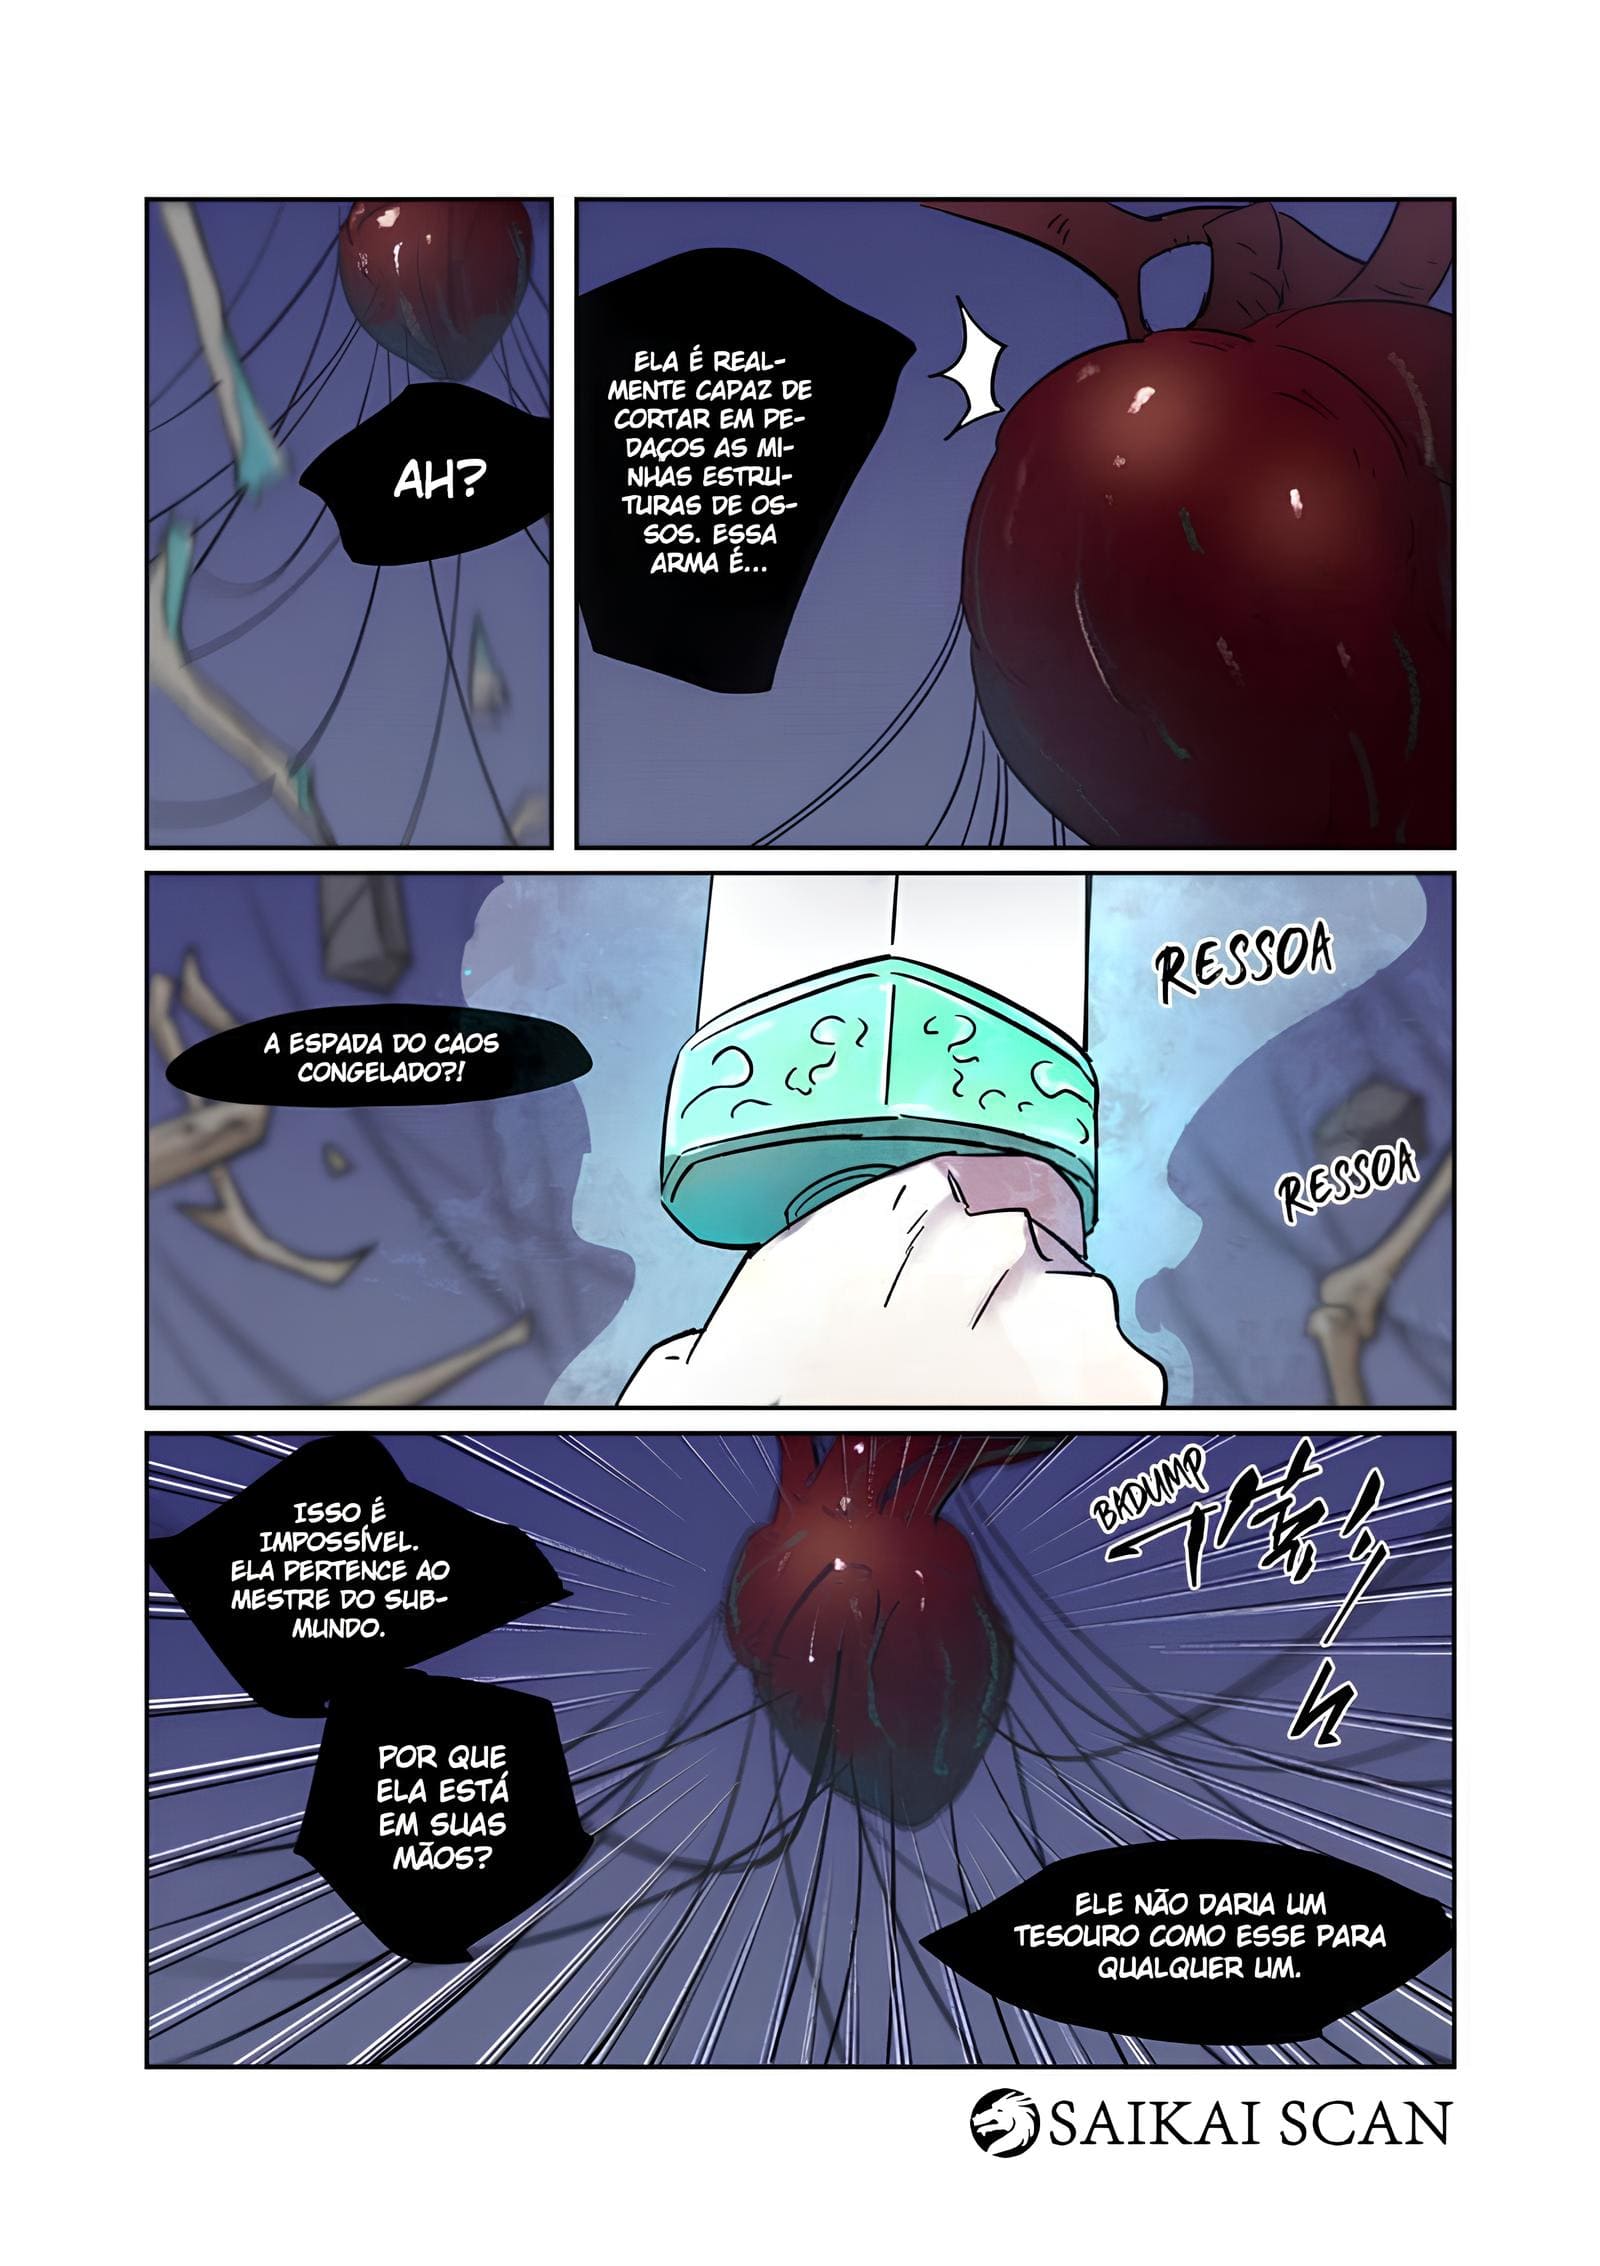 AH?
ELA É REAL-
MENTE CAPAZ DE
CORTAR EM PE-
DAÇOS AS MI-
NHAS ESTRU-
TURAS DE OS-
SOS. ESSA
ARMA É...
RESSOA
A ESPADA DO CAOS
CONGELADO?!
RESSOA
BADUMP
ISSO É
IMPOSSÍVEL.
ELA PERTENCE AO
MESTRE DO SUB-
MUNDO.
POR QUE
ELA ESTÁ
EM SUAS
MÃOS?
ELE NÃO DARIA UM
TESOURO COMO ESSE PARA
QUALQUER UM.
SAIKAI SCAN